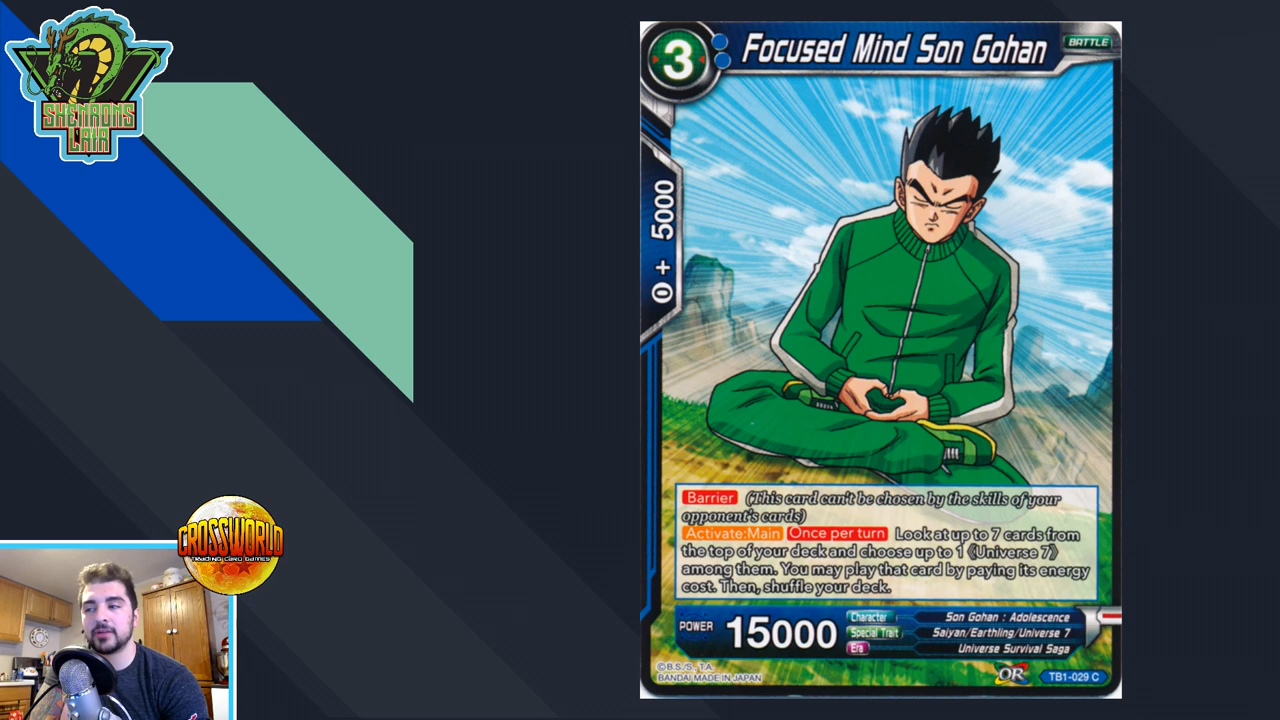 SHENRONS
LAIR
3
Focused Mind Son Gohan
BATTLE
0 + 5000
Barrier (This card can't be chosen by the skills of your
opponent's cards)
Activate:Main Once per turn Look at up to 7 cards from
the top of your deck and choose up to 1 《Universe 7》
among them. You may play that card by paying its energy
cost. Then, shuffle your deck.
POWER 15000
Character Son Gohan : Adolescence
Special Trait Saiyan/Earthling/Universe 7
Era Universe Survival Saga
©B.S./S., T.A.
BANDAI MADE IN JAPAN
OR
TB1-029 C
CROSSWORLD
TRADING CARD GAMES